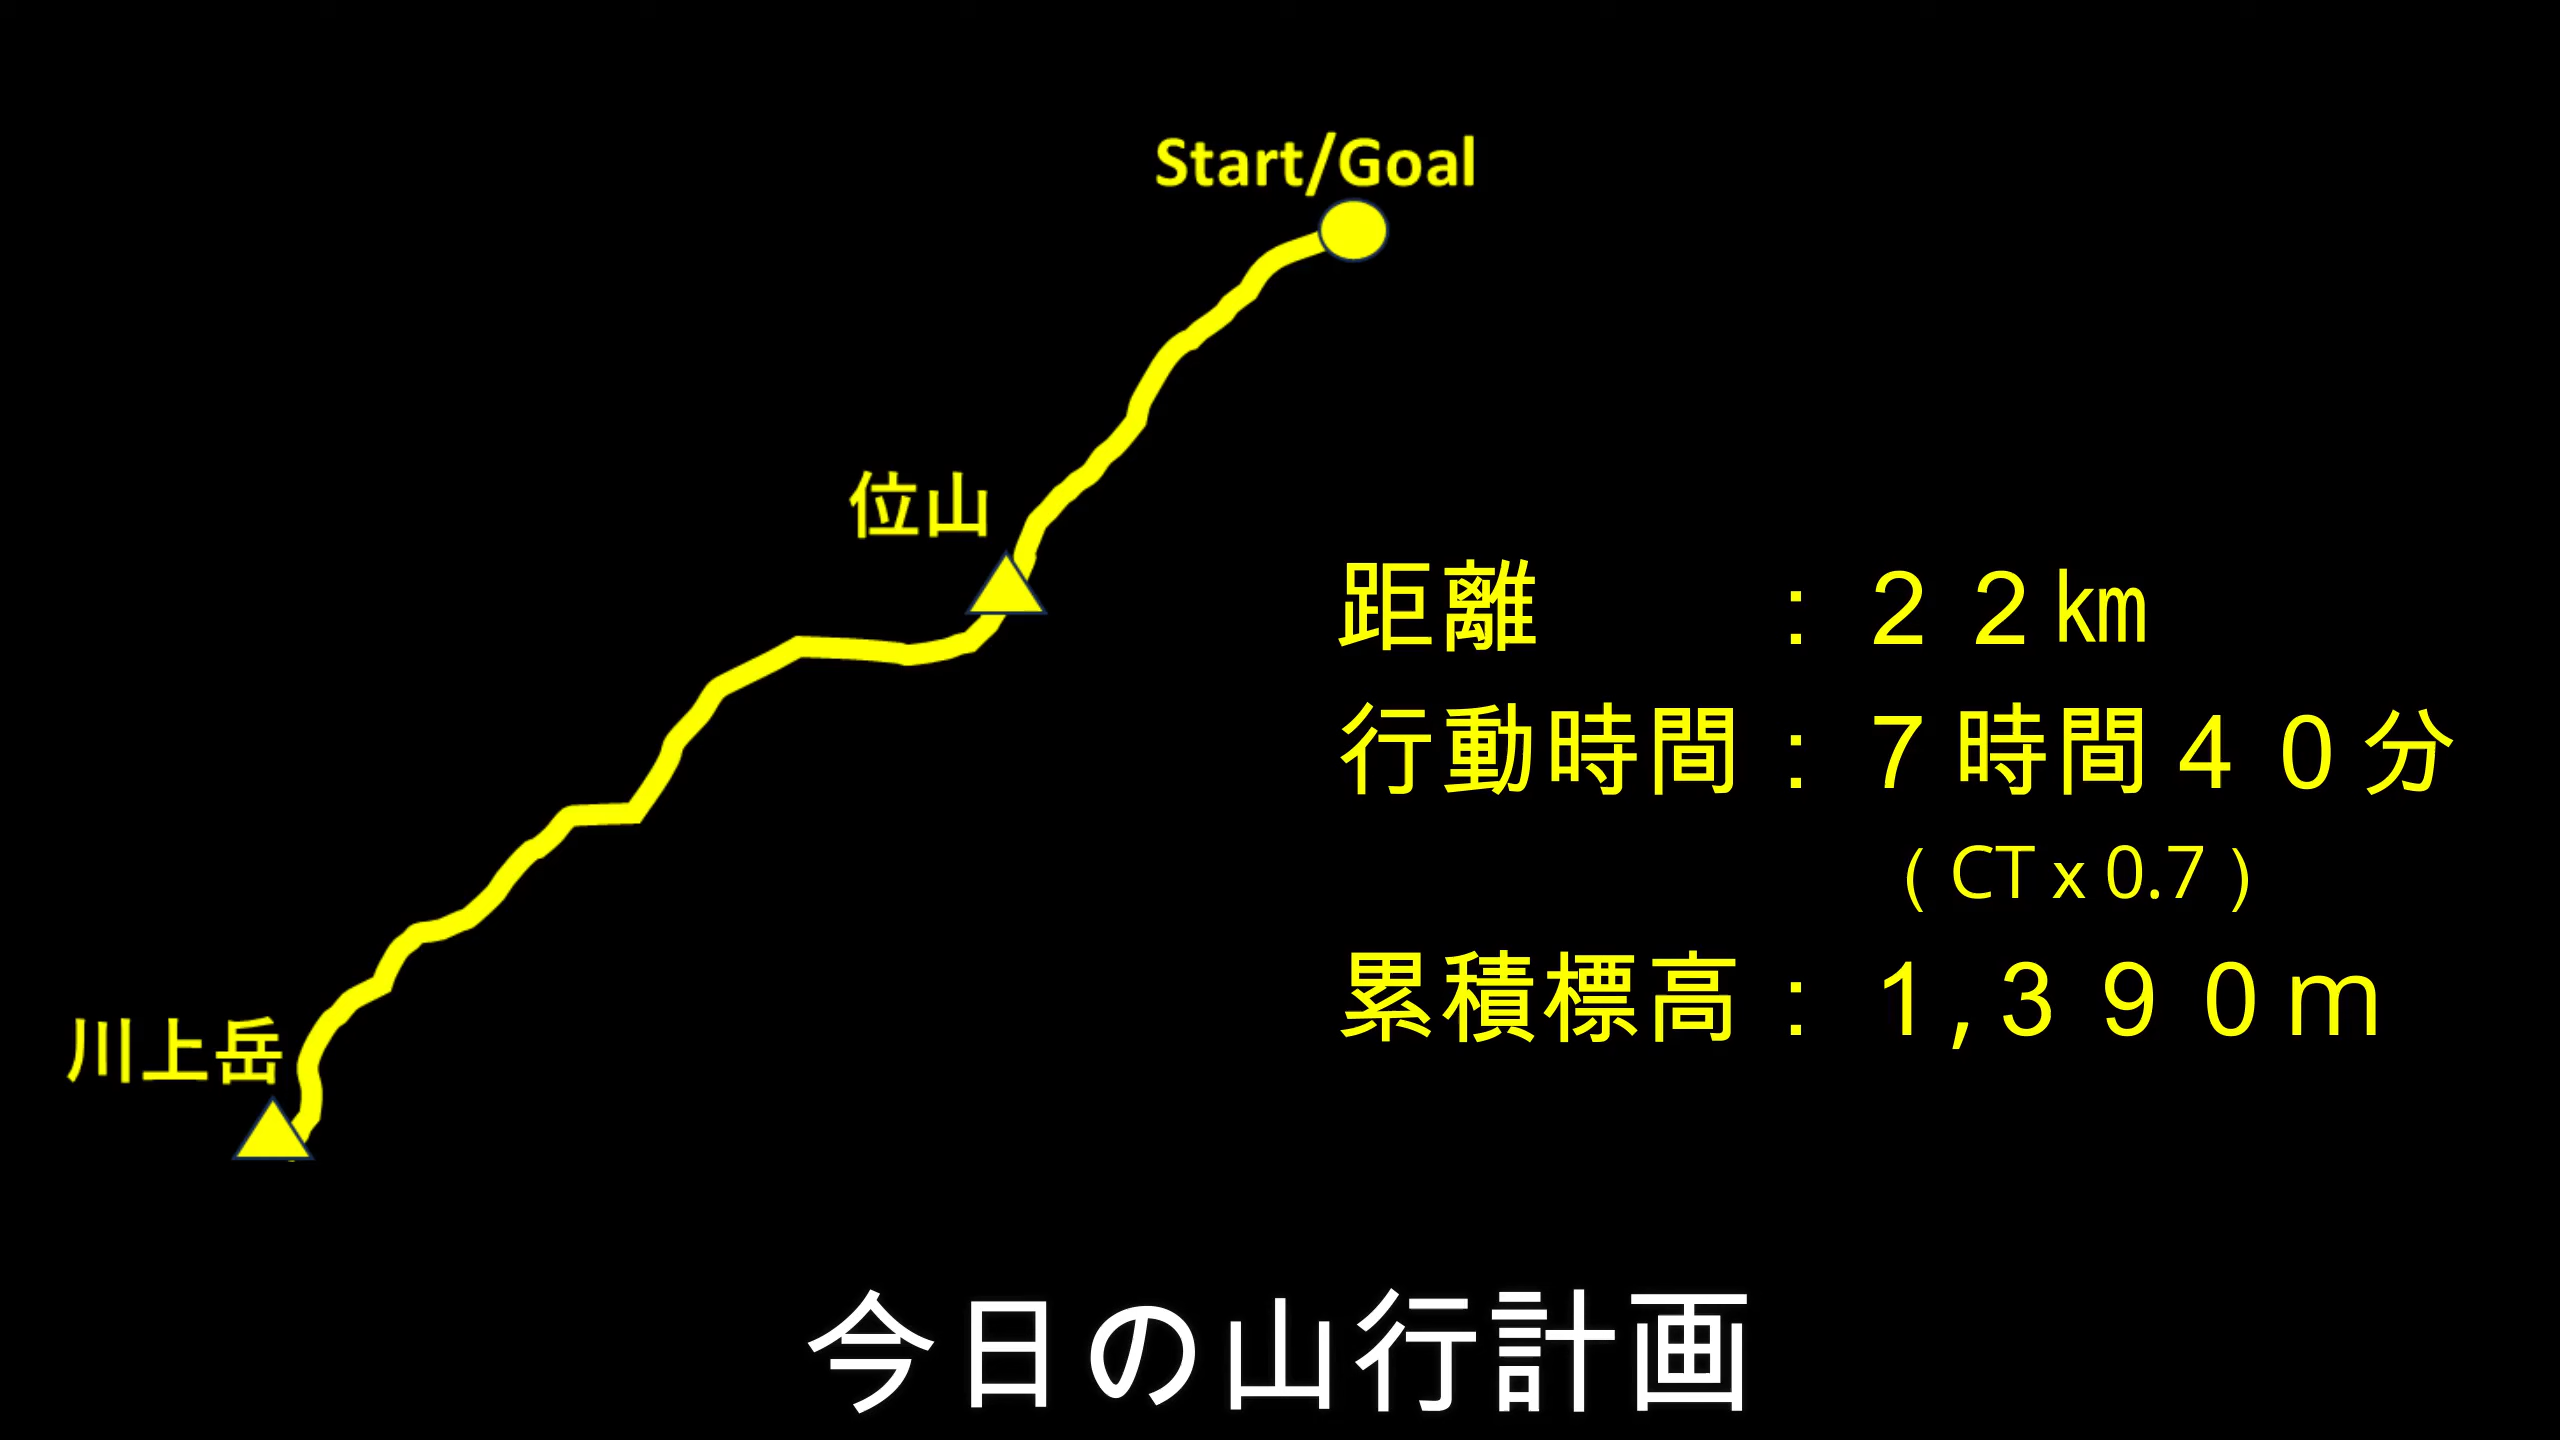 Start/Goal
位山
川上岳
距離　　：２２㎞
行動時間：７時間４０分
（CT x 0.7）
累積標高：１,３９０ｍ
今日の山行計画